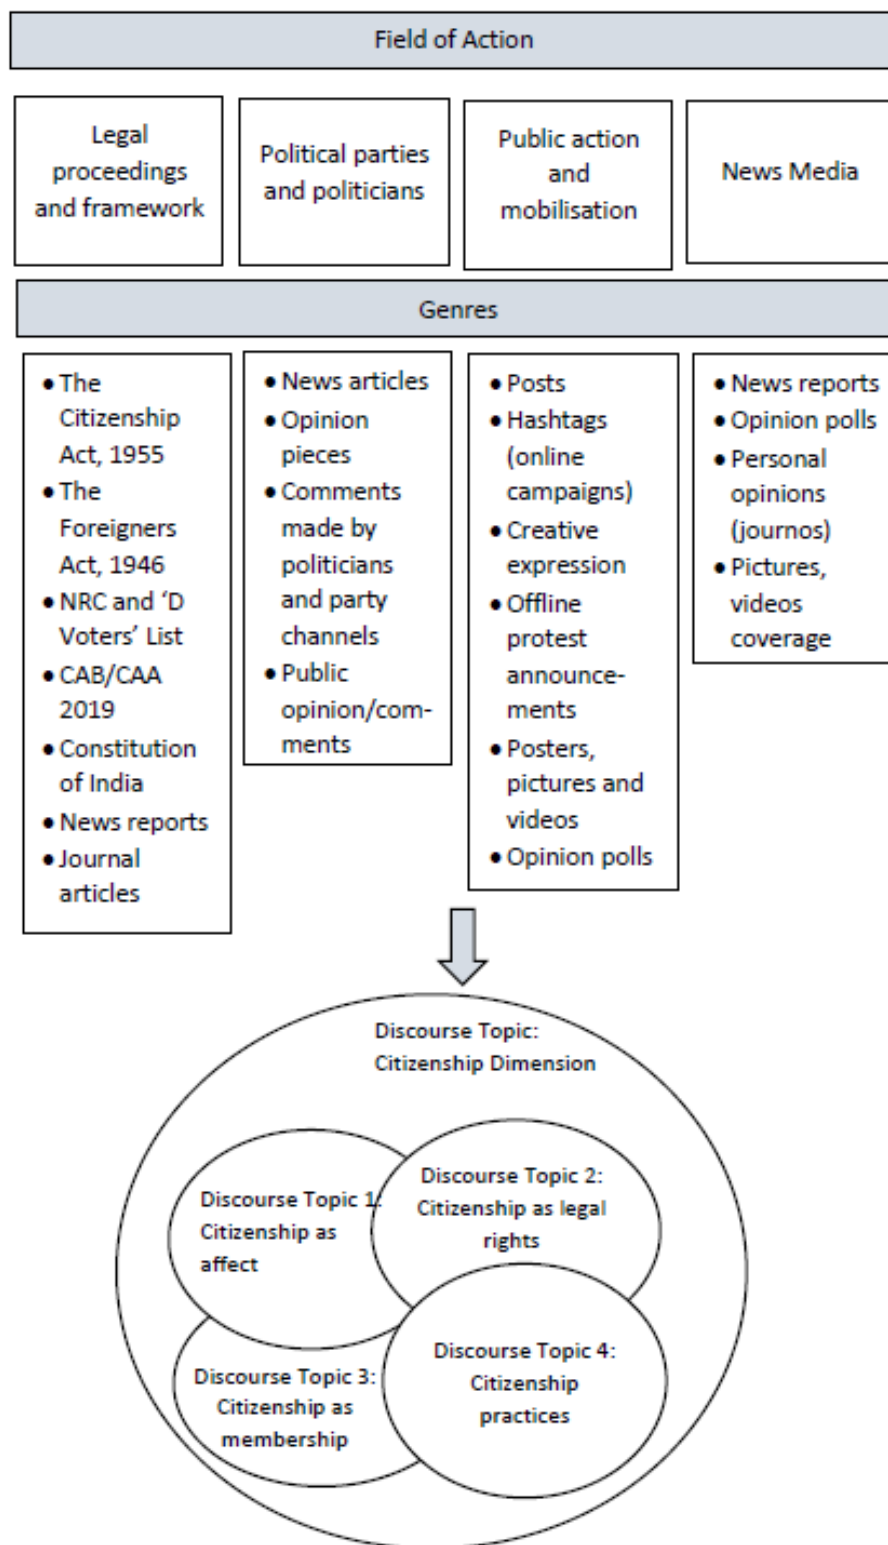 Field of Action
Legal
proceedings
and framework
Political parties
and politicians
Public action
and
mobilisation
News Media
Genres
• The
Citizenship
Act, 1955
• The
Foreigners
Act, 1946
• NRC and ‘D
Voters’ List
• CAB/CAA
2019
• Constitution
of India
• News reports
• Journal
articles
• News articles
• Opinion
pieces
• Comments
made by
politicians
and party
channels
• Public
opinion/com-
ments
• Posts
• Hashtags
(online
campaigns)
• Creative
expression
• Offline
protest
announce-
ments
• Posters,
pictures and
videos
• Opinion polls
• News reports
• Opinion polls
• Personal
opinions
(journos)
• Pictures,
videos
coverage
Discourse Topic:
Citizenship Dimension
Discourse Topic 1:
Citizenship as
affect
Discourse Topic 2:
Citizenship as legal
rights
Discourse Topic 3:
Citizenship as
membership
Discourse Topic 4:
Citizenship
practices